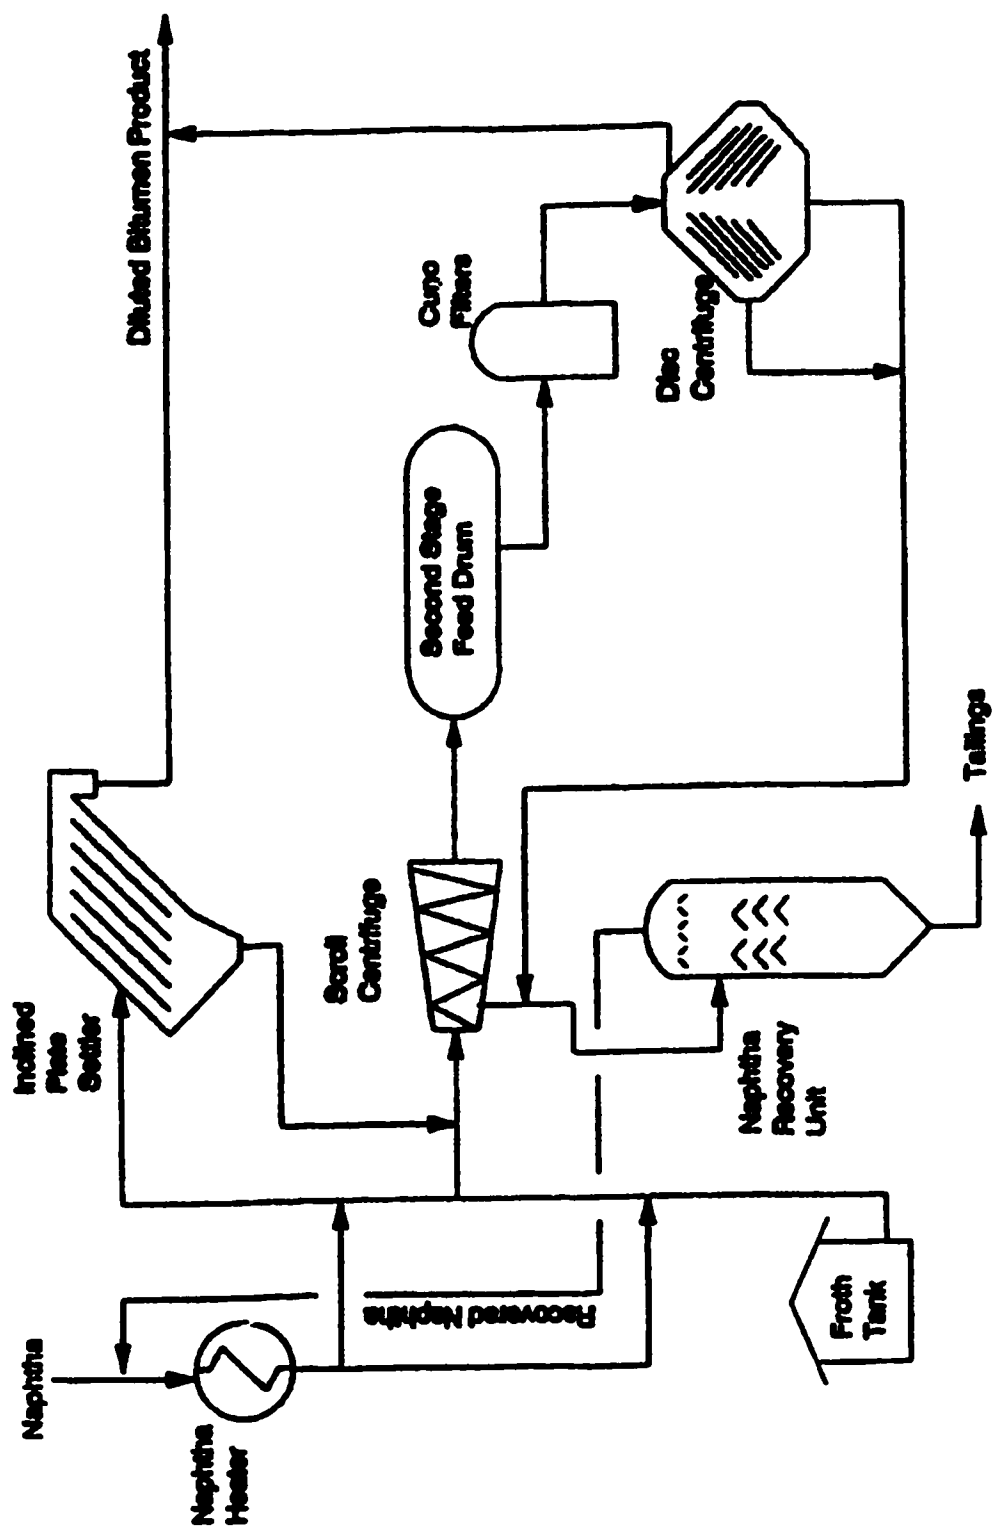 Naphtha
Naphtha
Heater
Inclined
Plate
Settler
Diluted Bitumen Product
Recovered Naphtha
Scroll
Centrifuge
Second Stage
Feed Drum
Cuno
Filters
Disc
Centrifuge
Froth
Tank
Naphtha
Recovery
Unit
Tailings